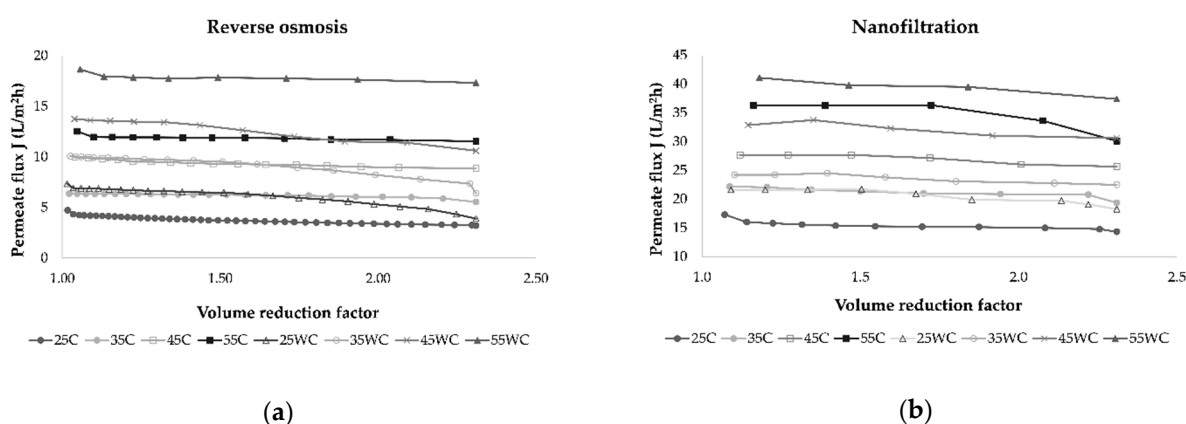 Reverse osmosis
Permeate flux J (L/m²h)
20
15
10
5
0
1.00
1.50
2.00
2.50
Volume reduction factor
25C 35C 45C 55C 25WC 35WC 45WC 55WC
(a)
Nanofiltration
Permeate flux J (L/m²h)
45
40
35
30
25
20
15
10
1.0
1.5
2.0
2.5
Volume reduction factor
25C 35C 45C 55C 25WC 35WC 45WC 55WC
(b)